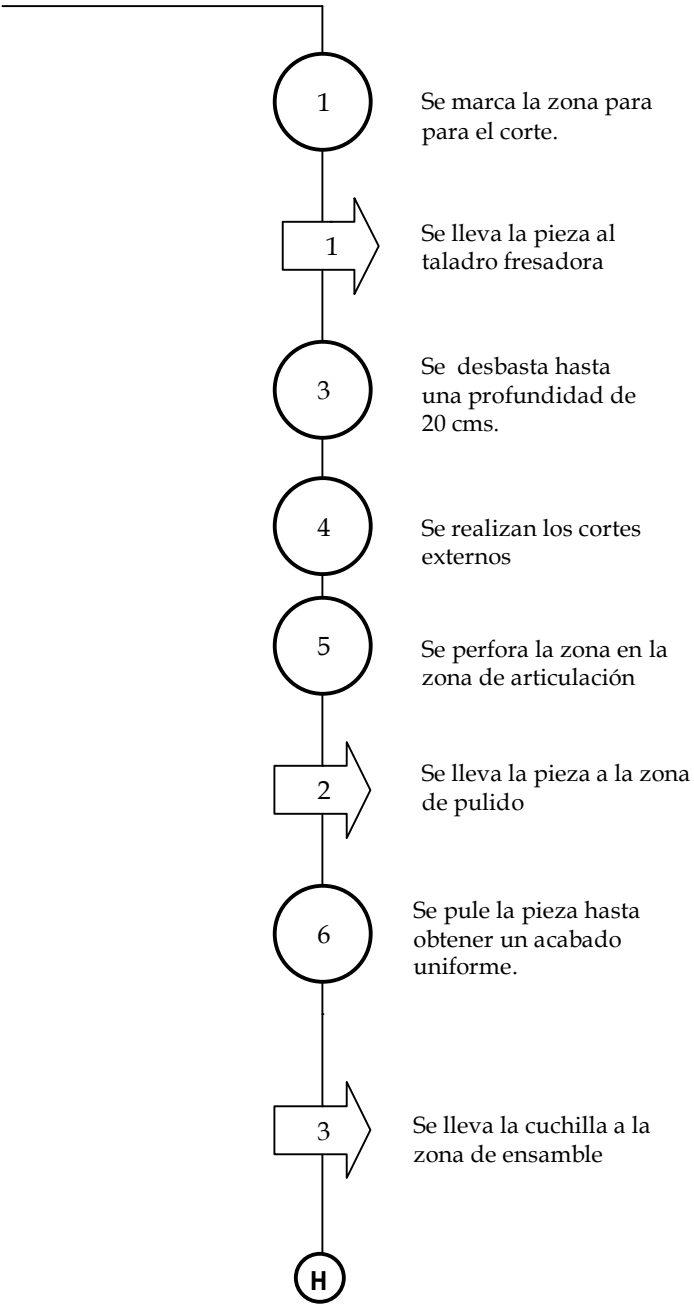 1
Se marca la zona para
para el corte.
1
Se lleva la pieza al
taladro fresadora
3
Se desbasta hasta
una profundidad de
20 cms.
4
Se realizan los cortes
externos
5
Se perfora la zona en la
zona de articulación
2
Se lleva la pieza a la zona
de pulido
6
Se pule la pieza hasta
obtener un acabado
uniforme.
3
Se lleva la cuchilla a la
zona de ensamble
H